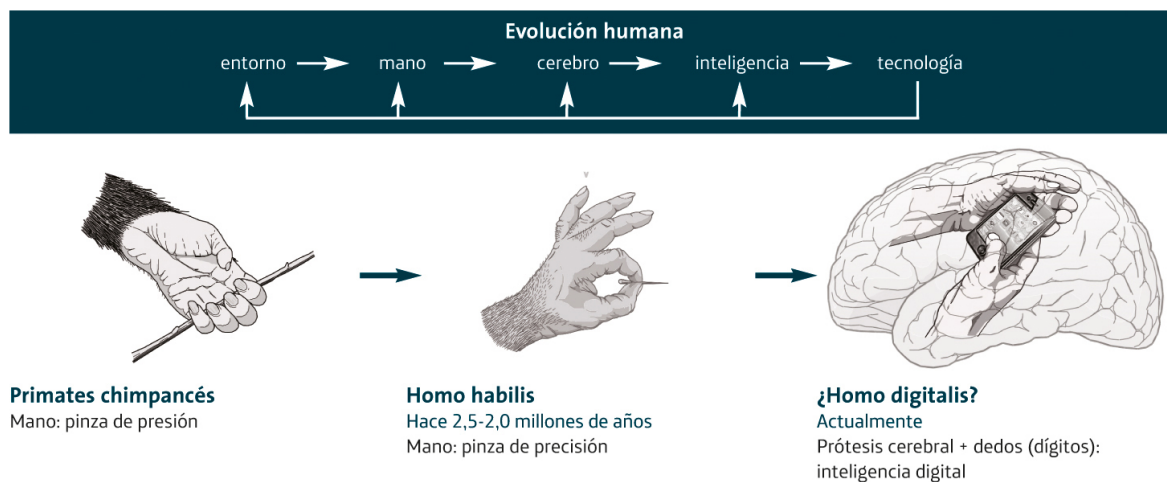 Evolución humana
entorno mano cerebro inteligencia tecnología
Primates chimpancés
Mano: pinza de presión
Homo habilis
Hace 2,5-2,0 millones de años
Mano: pinza de precisión
¿Homo digitalis?
Actualmente
Prótesis cerebral + dedos (dígitos):
inteligencia digital